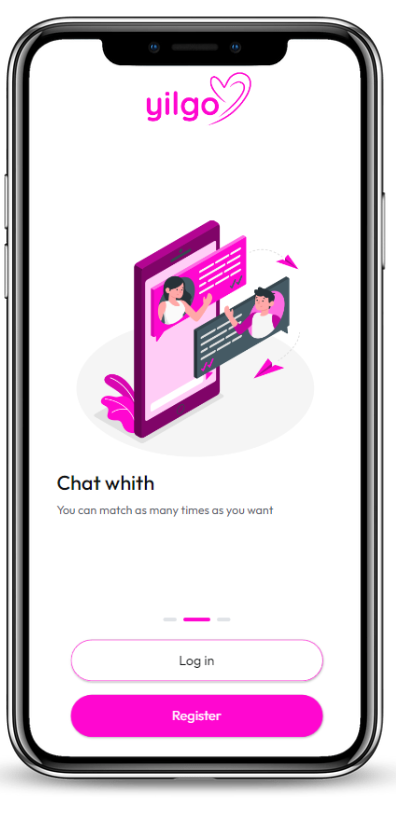 yilgo
Chat whith
You can match as many times as you want
Log in
Register